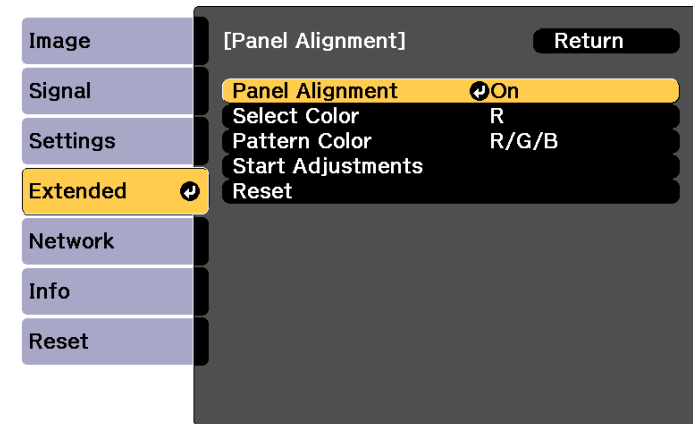 Image
Signal
Settings
Extended
Network
Info
Reset
[Panel Alignment] Return
Panel Alignment On
Select Color R
Pattern Color R/G/B
Start Adjustments
Reset